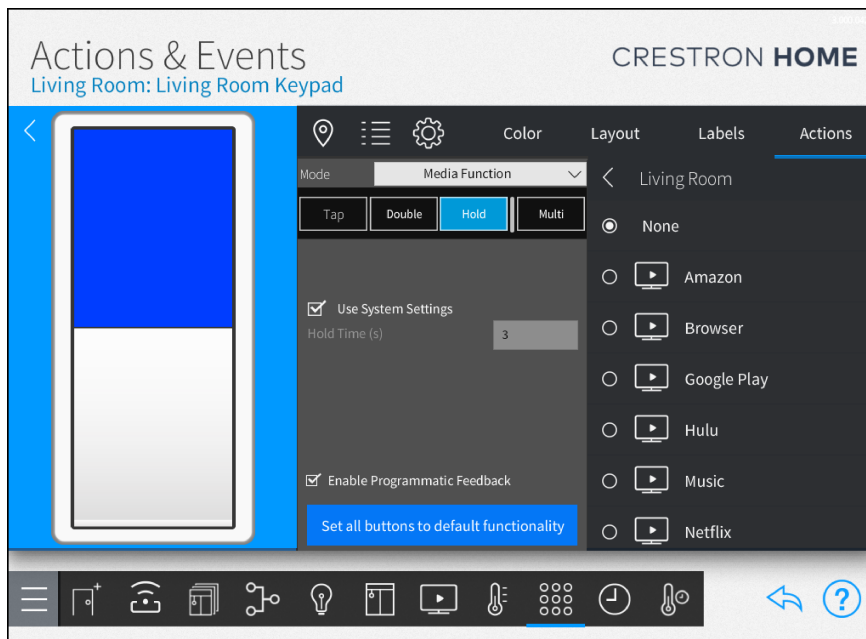 Actions & Events
CRESTRON HOME
Living Room: Living Room Keypad
Color Layout Labels Actions
Mode Media Function
Living Room
Tap Double Hold Multi
None
Amazon
Use System Settings
Browser
Hold Time (s) 3
Google Play
Hulu
Enable Programmatic Feedback
Music
Set all buttons to default functionality
Netflix
?